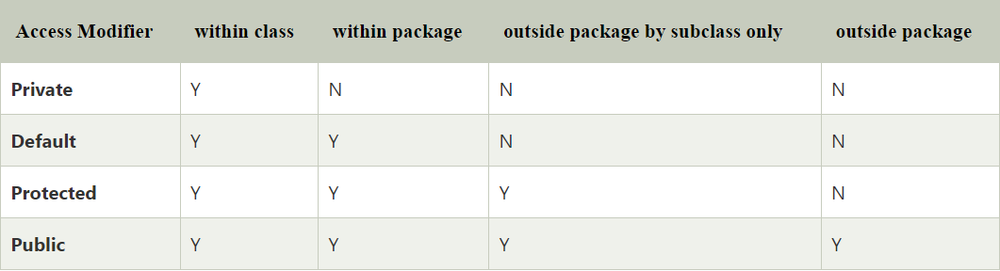 Access Modifier within class within package outside package by subclass only outside package
Private Y N N N
Default Y Y N N
Protected Y Y Y N
Public Y Y Y Y